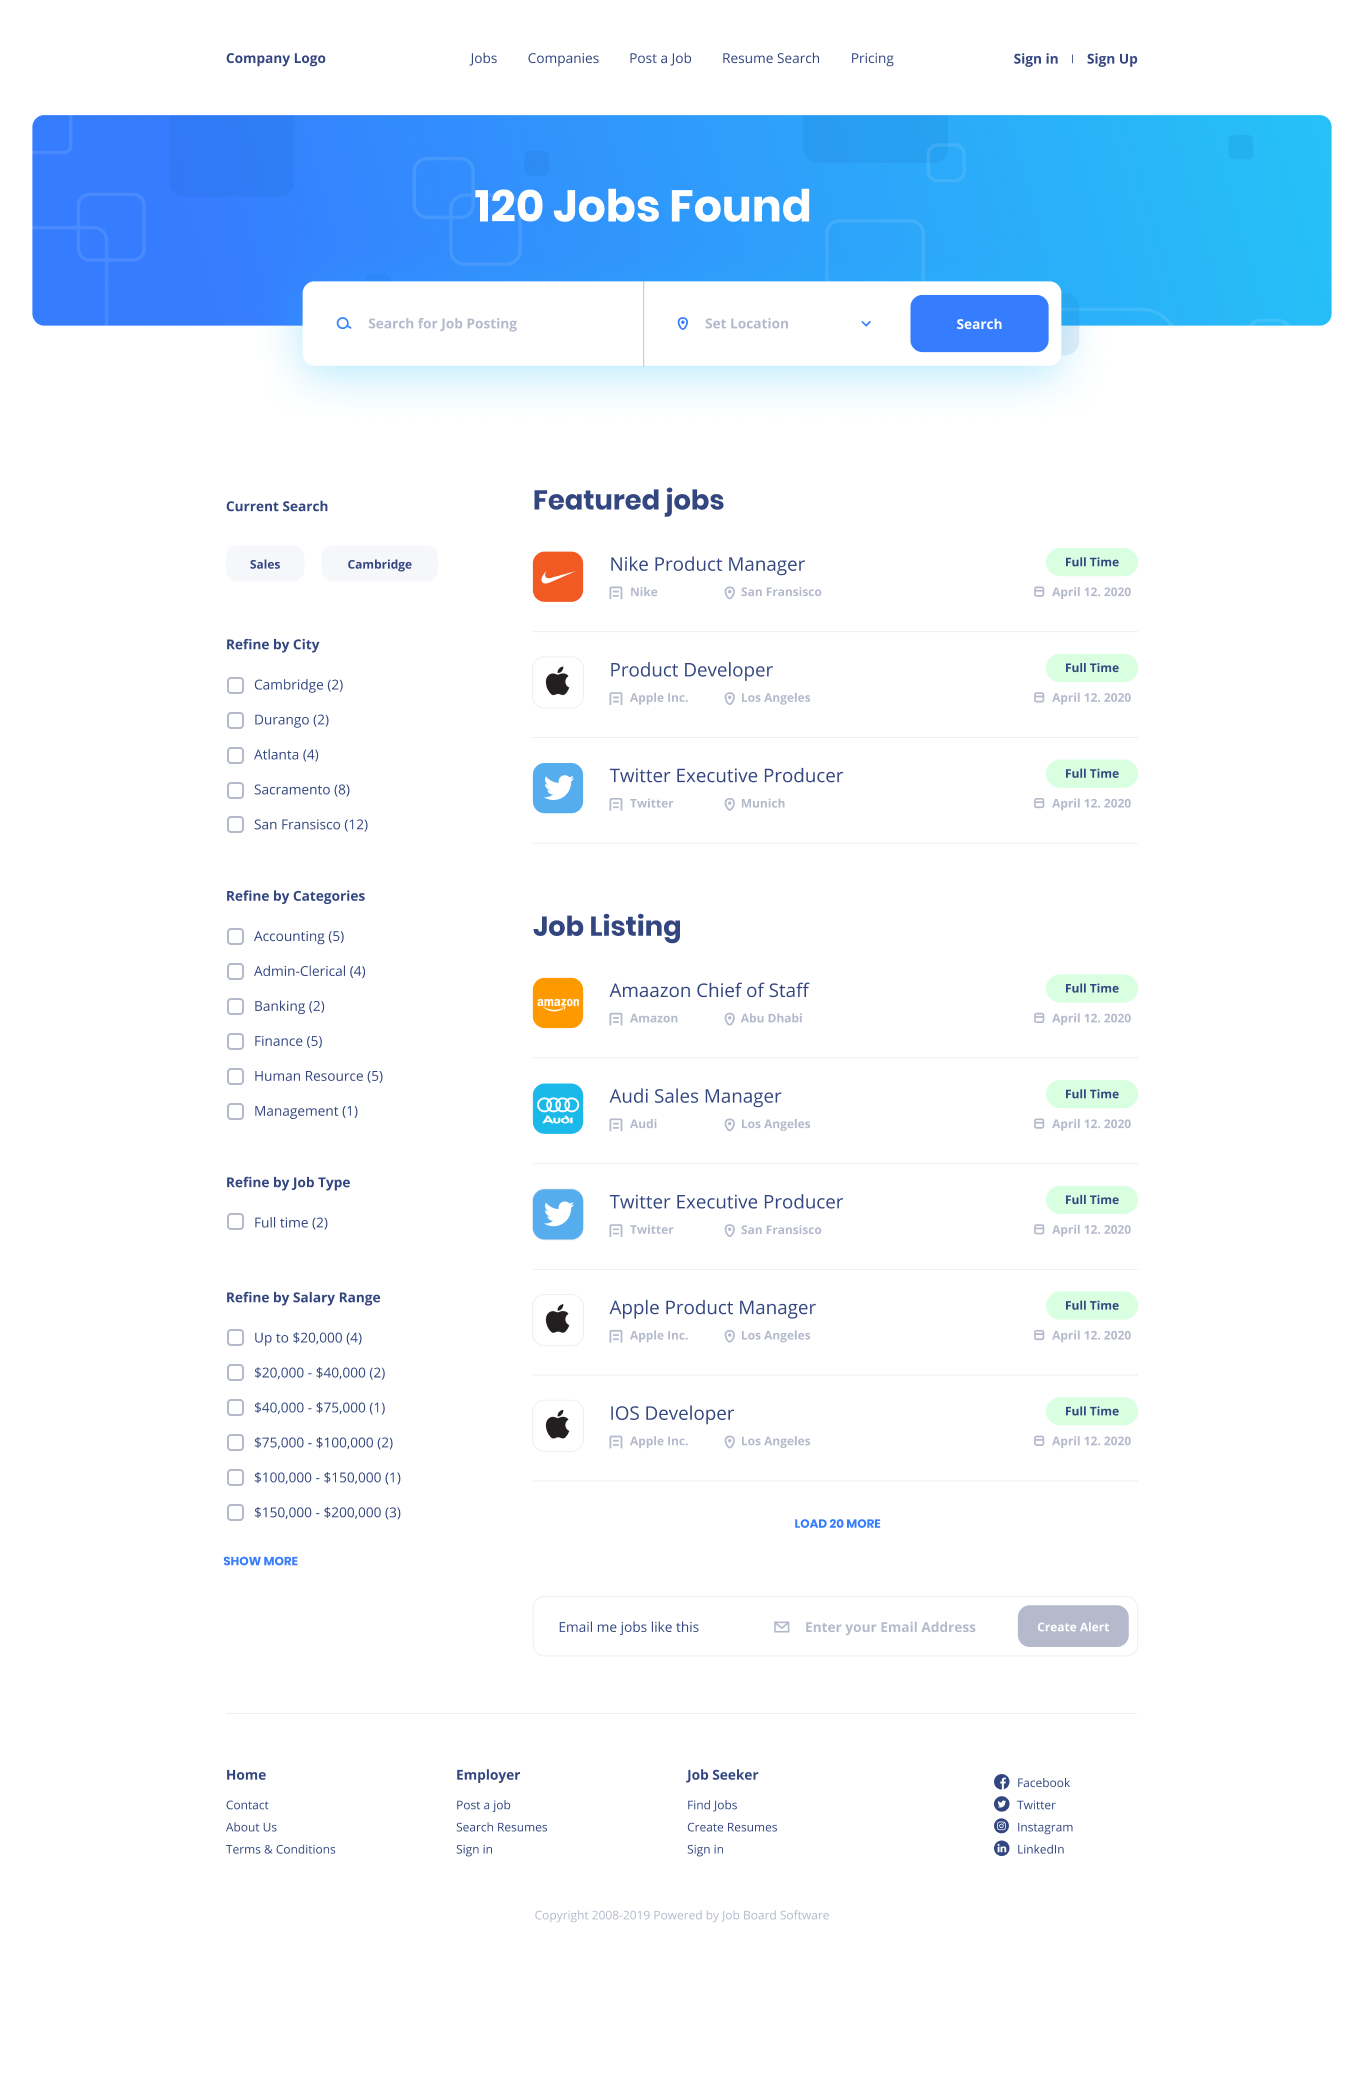 Company Logo
Jobs Companies Post a Job Resume Search Pricing
Sign in Sign Up
120 Jobs Found
Search for Job Posting Set Location Search
Current Search
Sales Cambridge
Refine by City
Cambridge (2)
Durango (2)
Atlanta (4)
Sacramento (8)
San Fransisco (12)
Refine by Categories
Accounting (5)
Admin-Clerical (4)
Banking (2)
Finance (5)
Human Resource (5)
Management (1)
Refine by Job Type
Full time (2)
Refine by Salary Range
Up to $20,000 (4)
$20,000 - $40,000 (2)
$40,000 - $75,000 (1)
$75,000 - $100,000 (2)
$100,000 - $150,000 (1)
$150,000 - $200,000 (3)
SHOW MORE
Featured jobs
Nike Product Manager Full Time
Nike San Fransisco April 12. 2020
Product Developer Full Time
Apple Inc. Los Angeles April 12. 2020
Twitter Executive Producer Full Time
Twitter Munich April 12. 2020
Job Listing
Amaazon Chief of Staff Full Time
amazon
Amazon Abu Dhabi April 12. 2020
Audi Sales Manager Full Time
Audi
Audi Los Angeles April 12. 2020
Twitter Executive Producer Full Time
Twitter San Fransisco April 12. 2020
Apple Product Manager Full Time
Apple Inc. Los Angeles April 12. 2020
IOS Developer Full Time
Apple Inc. Los Angeles April 12. 2020
LOAD 20 MORE
Email me jobs like this Enter your Email Address Create Alert
Home
Contact
About Us
Terms & Conditions
Employer
Post a job
Search Resumes
Sign in
Job Seeker
Find Jobs
Create Resumes
Sign in
Facebook
Twitter
Instagram
LinkedIn
Copyright 2008-2019 Powered by Job Board Software